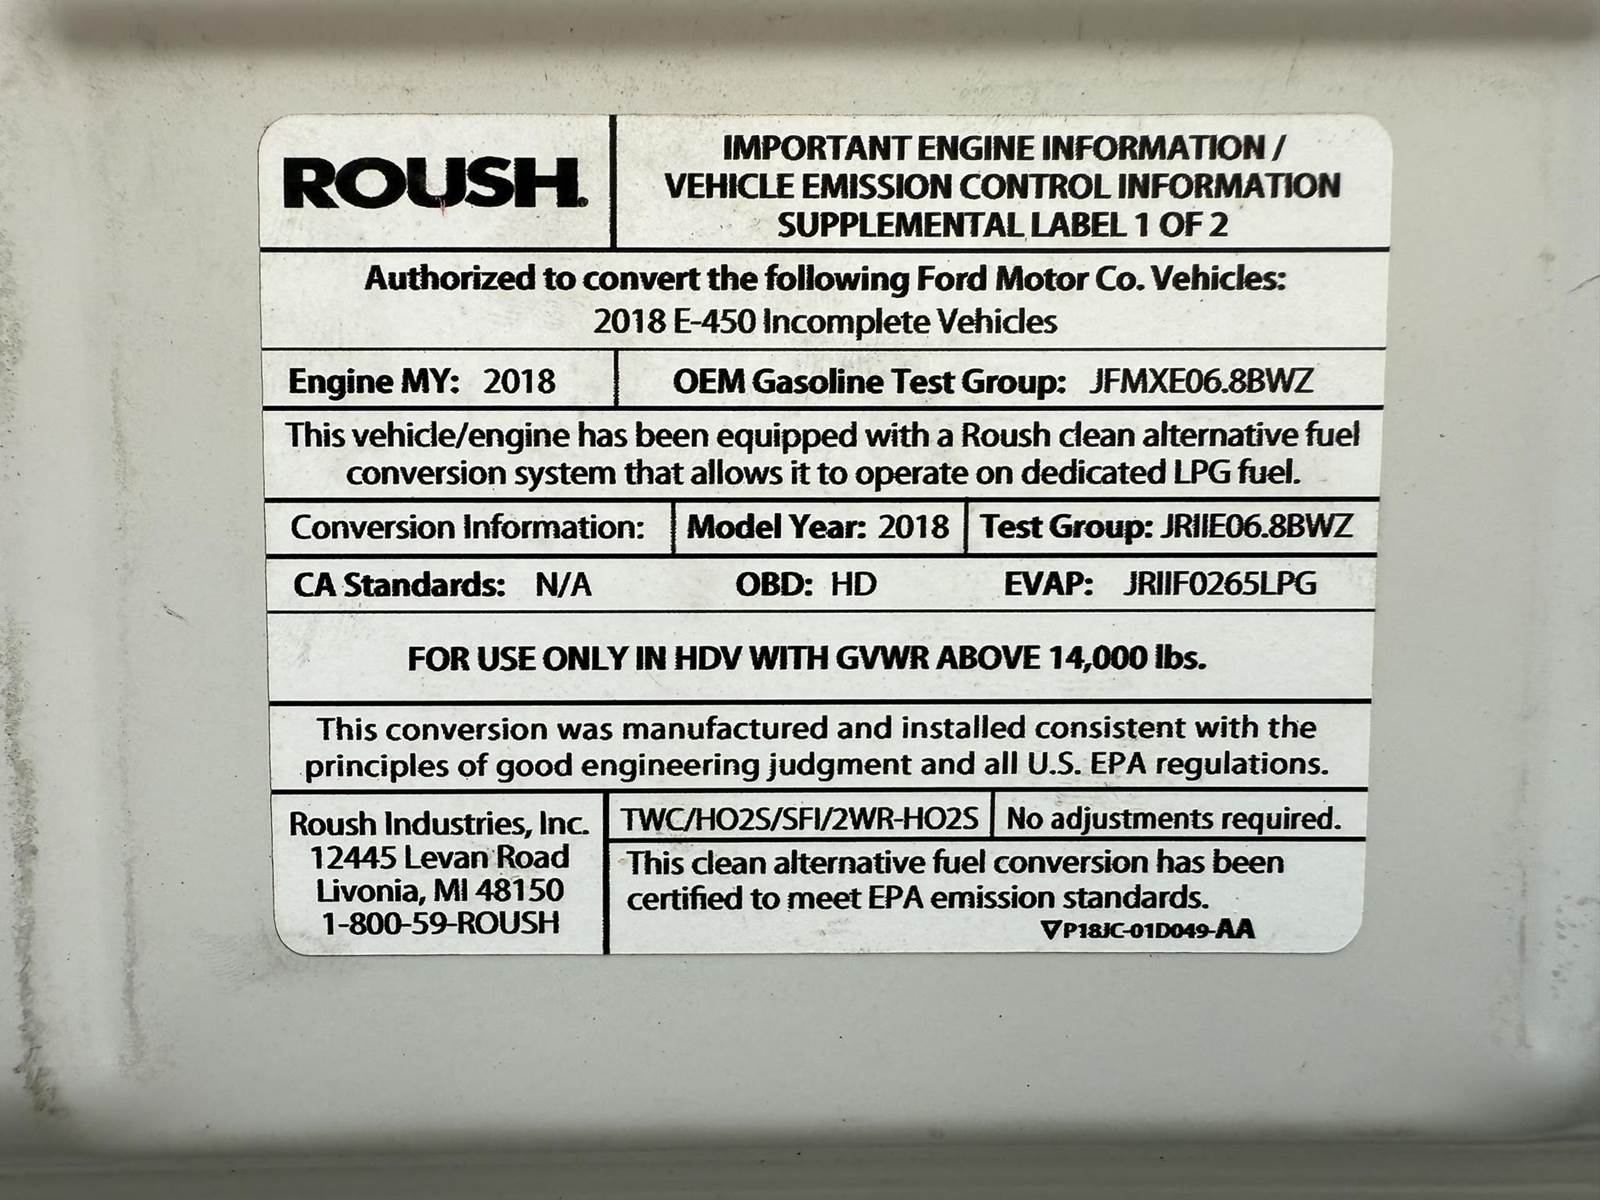 ROUSH®
IMPORTANT ENGINE INFORMATION /
VEHICLE EMISSION CONTROL INFORMATION
SUPPLEMENTAL LABEL 1 OF 2
Authorized to convert the following Ford Motor Co. Vehicles:
2018 E-450 Incomplete Vehicles
Engine MY: 2018
OEM Gasoline Test Group: JFMXE06.8BWZ
This vehicle/engine has been equipped with a Roush clean alternative fuel
conversion system that allows it to operate on dedicated LPG fuel.
Conversion Information: Model Year: 2018 Test Group: JRIIE06.8BWZ
CA Standards: N/A OBD: HD EVAP: JRIIF0265LPG
FOR USE ONLY IN HDV WITH GVWR ABOVE 14,000 lbs.
This conversion was manufactured and installed consistent with the
principles of good engineering judgment and all U.S. EPA regulations.
Roush Industries, Inc.
12445 Levan Road
Livonia, MI 48150
1-800-59-ROUSH
TWC/HO2S/SFI/2WR-HO2S No adjustments required.
This clean alternative fuel conversion has been
certified to meet EPA emission standards.
∇P18JC-01D049-AA